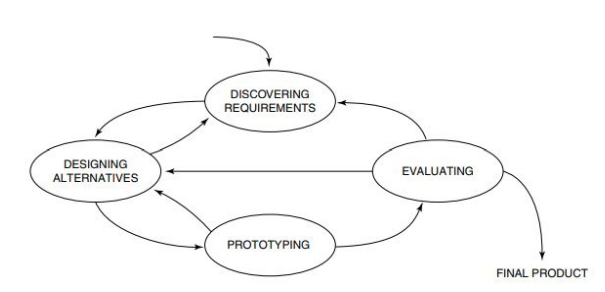 DISCOVERING
REQUIREMENTS
DESIGNING
ALTERNATIVES
EVALUATING
PROTOTYPING
FINAL PRODUCT